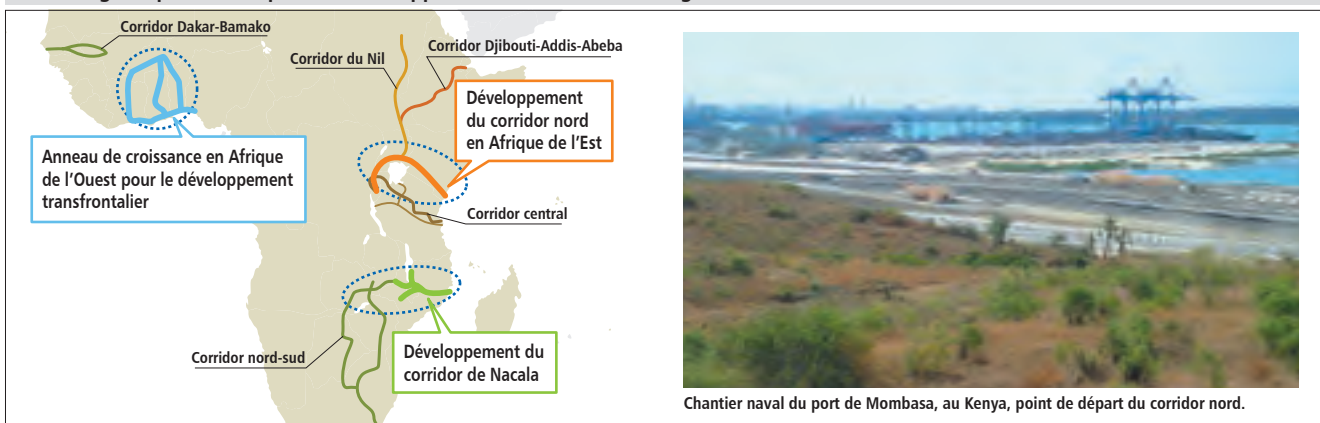 Corridor Dakar-Bamako
Corridor du Nil
Corridor Djibouti-Addis-Abeba
Développement
du corridor nord
en Afrique de l'Est
Anneau de croissance en Afrique
de l'Ouest pour le développement
transfrontalier
Corridor central
Corridor nord-sud
Développement du
corridor de Nacala
Chantier naval du port de Mombasa, au Kenya, point de départ du corridor nord.